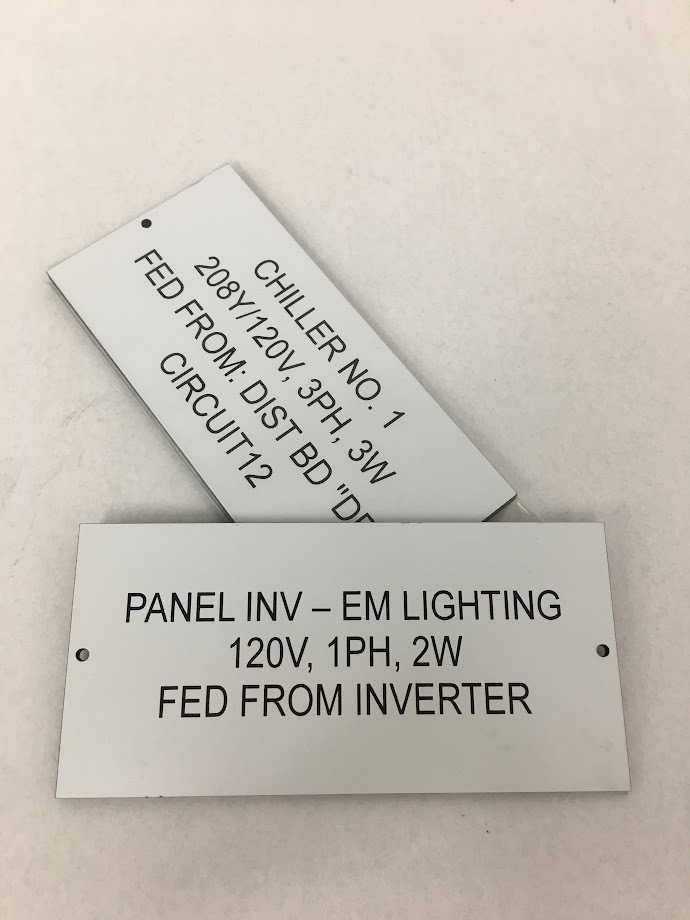 CHILLER NO. 1
208Y/120V, 3PH, 3W
FED FROM: DIST BD
CIRCUIT12
PANEL INV – EM LIGHTING
120V, 1PH, 2W
FED FROM INVERTER